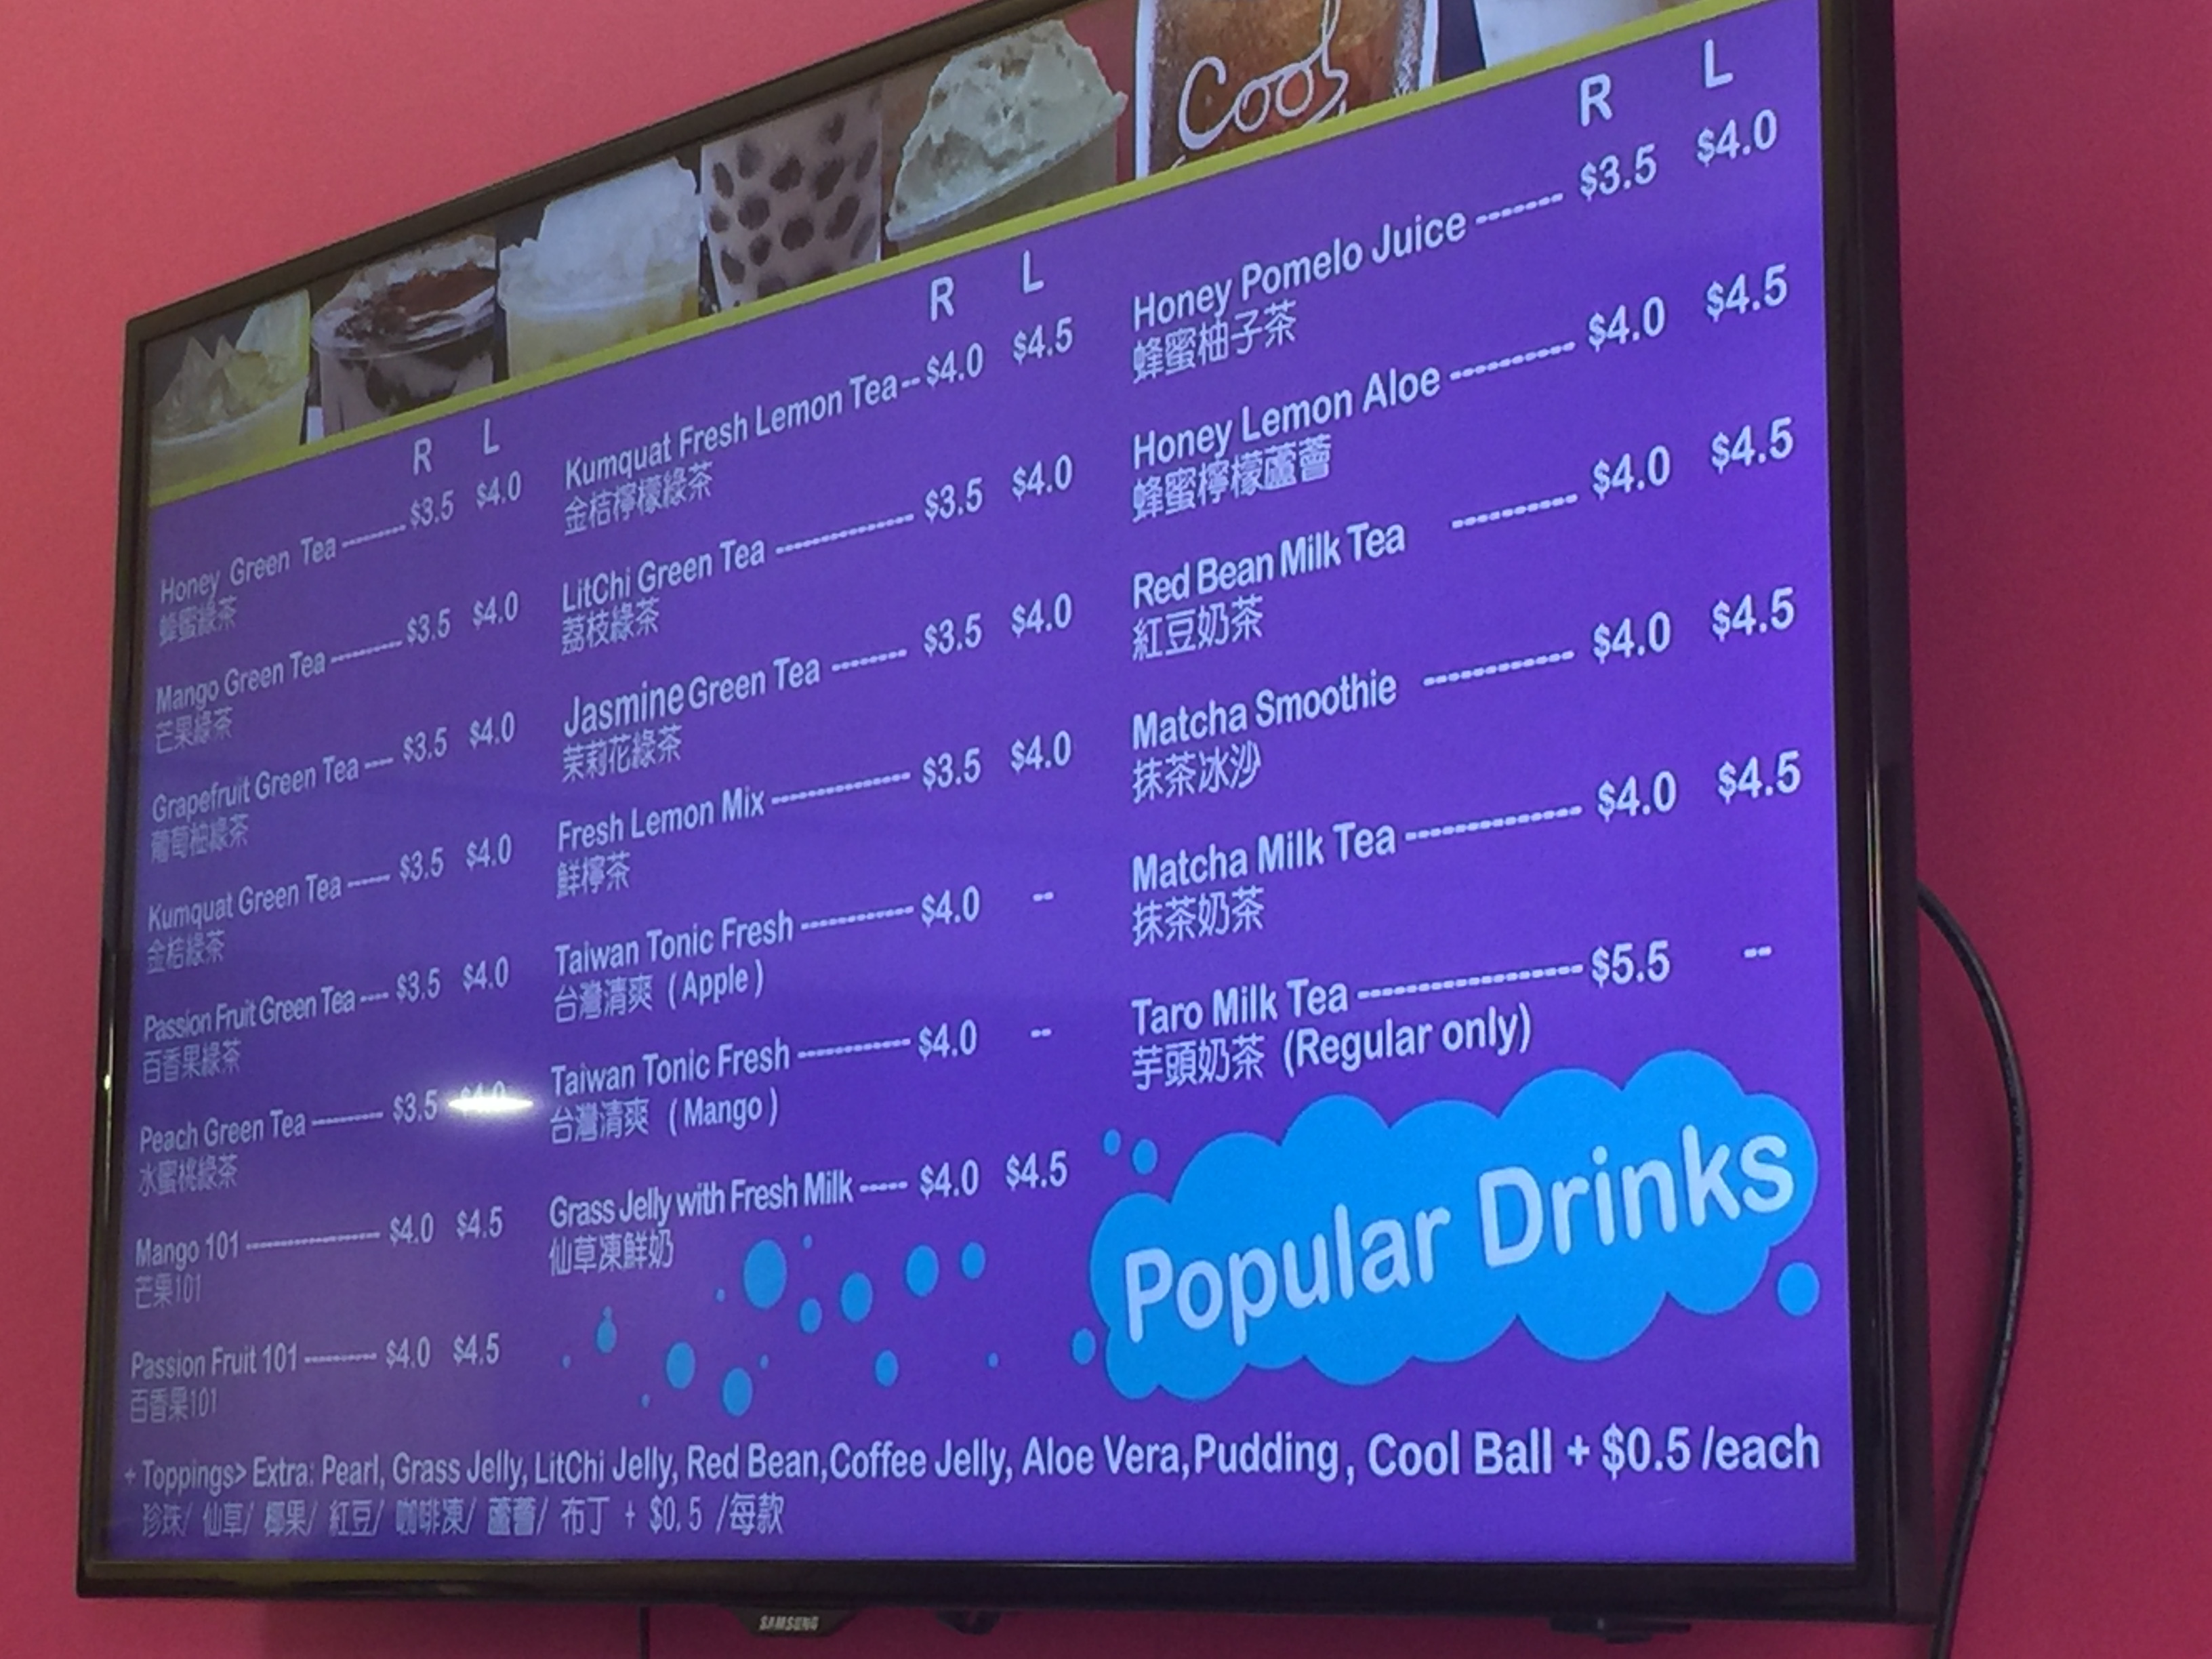 Cool
R L
Honey Green Tea -------- $3.5 $4.0
蜂蜜綠茶
Mango Green Tea --------- $3.5 $4.0
芒果綠茶
Grapefruit Green Tea ---- $3.5 $4.0
葡萄柚綠茶
Kumquat Green Tea ------ $3.5 $4.0
金桔綠茶
Passion Fruit Green Tea ---- $3.5 $4.0
百香果綠茶
Peach Green Tea --------- $3.5 $4.0
水蜜桃綠茶
Mango 101 ----------------- $4.0 $4.5
芒果101
Passion Fruit 101 --------- $4.0 $4.5
百香果101
R L
Kumquat Fresh Lemon Tea -- $4.0 $4.5
金桔檸檬綠茶
LitChi Green Tea --------------- $3.5 $4.0
荔枝綠茶
Jasmine Green Tea -------- $3.5 $4.0
茉莉花綠茶
Fresh Lemon Mix --------------- $3.5 $4.0
鮮檸茶
Taiwan Tonic Fresh ------------ $4.0 --
台灣清爽 ( Apple )
Taiwan Tonic Fresh ------------ $4.0 --
台灣清爽 ( Mango )
Grass Jelly with Fresh Milk ----- $4.0 $4.5
仙草凍鮮奶
R L
Honey Pomelo Juice ------- $3.5 $4.0
蜂蜜柚子茶
Honey Lemon Aloe ---------- $4.0 $4.5
蜂蜜檸檬蘆薈
Red Bean Milk Tea ---------- $4.0 $4.5
紅豆奶茶
Matcha Smoothie ------------ $4.0 $4.5
抹茶冰沙
Matcha Milk Tea -------------- $4.0 $4.5
抹茶奶茶
Taro Milk Tea ------------------ $5.5 --
芋頭奶茶 (Regular only)
Popular Drinks
+ Toppings> Extra: Pearl, Grass Jelly, LitChi Jelly, Red Bean,Coffee Jelly, Aloe Vera,Pudding , Cool Ball + $0.5 /each
珍珠/ 仙草/ 椰果/ 紅豆/ 咖啡凍/ 蘆薈/ 布丁 + $0.5 /每款
SAMSUNG